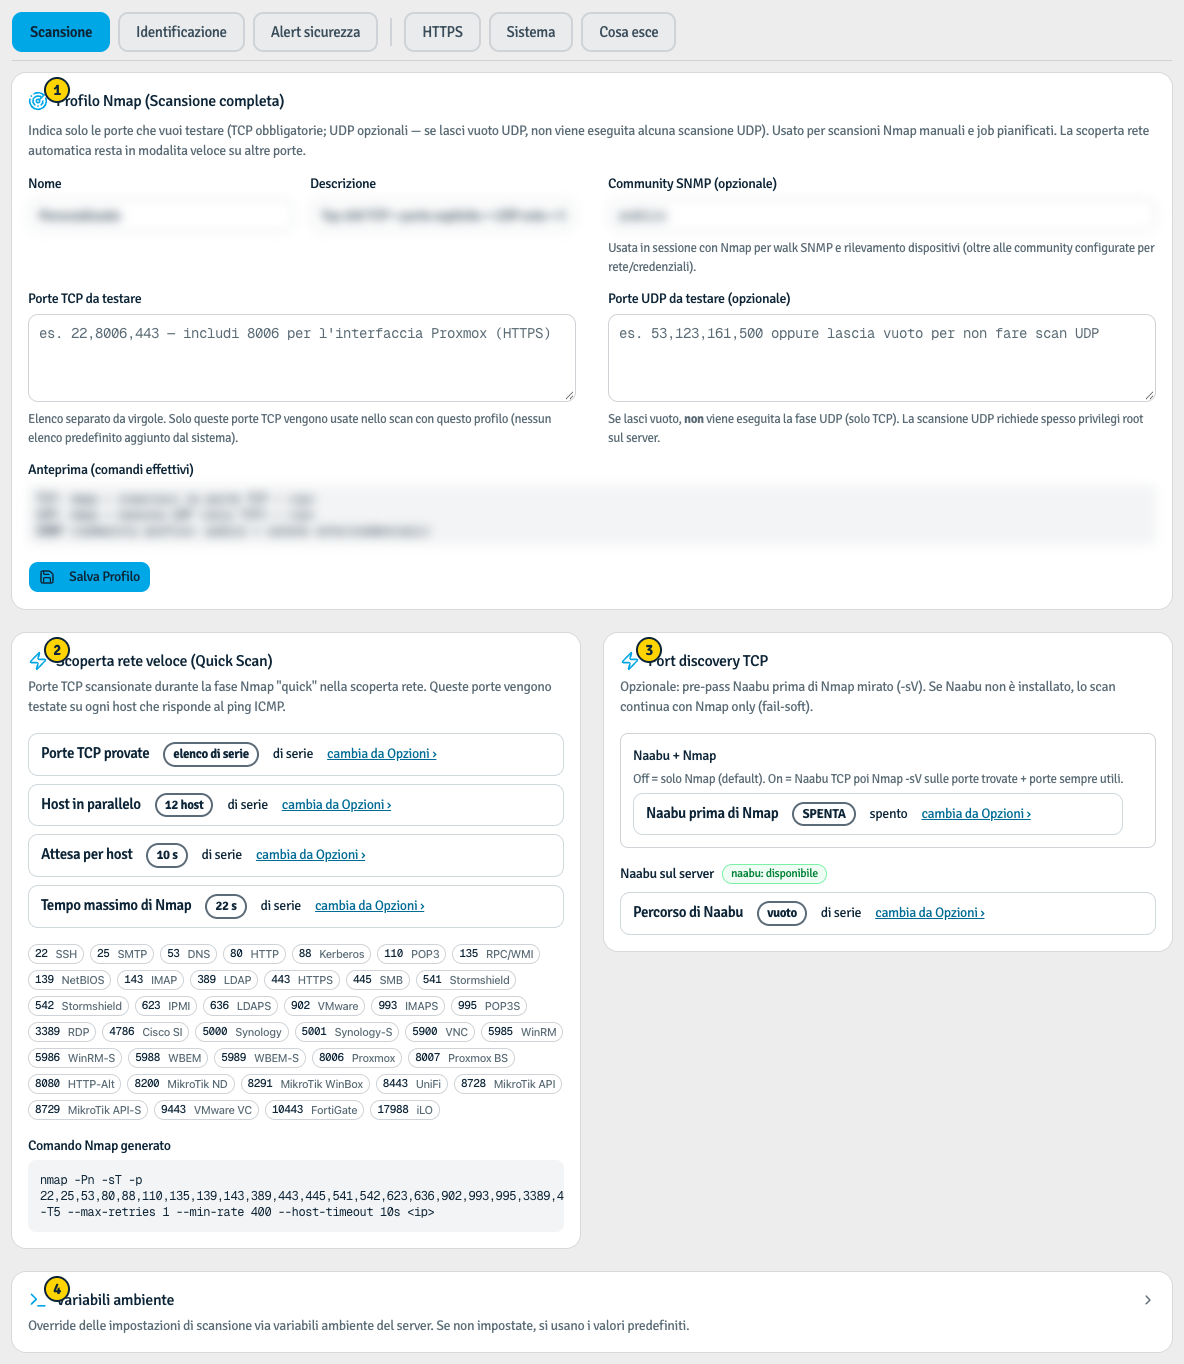 Scansione
Identificazione
Alert sicurezza
HTTPS
Sistema
Cosa esce
1
Profilo Nmap (Scansione completa)
Indica solo le porte che vuoi testare (TCP obbligatorie; UDP opzionali — se lasci vuoto UDP, non viene eseguita alcuna scansione UDP). Usato per scansioni Nmap manuali e job pianificati. La scoperta rete
automatica resta in modalita veloce su altre porte.
Nome
Descrizione
Community SNMP (opzionale)
Usata in sessione con Nmap per walk SNMP e rilevamento dispositivi (oltre alle community configurate per
rete/credenziali).
Porte TCP da testare
es. 22,8006,443 — includi 8006 per l'interfaccia Proxmox (HTTPS)
Elenco separato da virgole. Solo queste porte TCP vengono usate nello scan con questo profilo (nessun
elenco predefinito aggiunto dal sistema).
Porte UDP da testare (opzionale)
es. 53,123,161,500 oppure lascia vuoto per non fare scan UDP
Se lasci vuoto, non viene eseguita la fase UDP (solo TCP). La scansione UDP richiede spesso privilegi root
sul server.
Anteprima (comandi effettivi)
Salva Profilo
2
Scoperta rete veloce (Quick Scan)
Porte TCP scansionate durante la fase Nmap "quick" nella scoperta rete. Queste porte vengono
testate su ogni host che risponde al ping ICMP.
Porte TCP provate elenco di serie di serie cambia da Opzioni ›
Host in parallelo 12 host di serie cambia da Opzioni ›
Attesa per host 10 s di serie cambia da Opzioni ›
Tempo massimo di Nmap 22 s di serie cambia da Opzioni ›
22 SSH 25 SMTP 53 DNS 80 HTTP 88 Kerberos 110 POP3 135 RPC/WMI
139 NetBIOS 143 IMAP 389 LDAP 443 HTTPS 445 SMB 541 Stormshield
542 Stormshield 623 IPMI 636 LDAPS 902 VMware 993 IMAPS 995 POP3S
3389 RDP 4786 Cisco SI 5000 Synology 5001 Synology-S 5900 VNC 5985 WinRM
5986 WinRM-S 5988 WBEM 5989 WBEM-S 8006 Proxmox 8007 Proxmox BS
8080 HTTP-Alt 8200 MikroTik ND 8291 MikroTik WinBox 8443 UniFi 8728 MikroTik API
8729 MikroTik API-S 9443 VMware VC 10443 FortiGate 17988 iLO
Comando Nmap generato
nmap -Pn -sT -p
22,25,53,80,88,110,135,139,143,389,443,445,541,542,623,636,902,993,995,3389,4
-T5 --max-retries 1 --min-rate 400 --host-timeout 10s <ip>
3
Port discovery TCP
Opzionale: pre-pass Naabu prima di Nmap mirato (-sV). Se Naabu non è installato, lo scan
continua con Nmap only (fail-soft).
Naabu + Nmap
Off = solo Nmap (default). On = Naabu TCP poi Nmap -sV sulle porte trovate + porte sempre utili.
Naabu prima di Nmap SPENTA spento cambia da Opzioni ›
Naabu sul server naabu: disponibile
Percorso di Naabu vuoto di serie cambia da Opzioni ›
4
Variabili ambiente
Override delle impostazioni di scansione via variabili ambiente del server. Se non impostate, si usano i valori predefiniti.